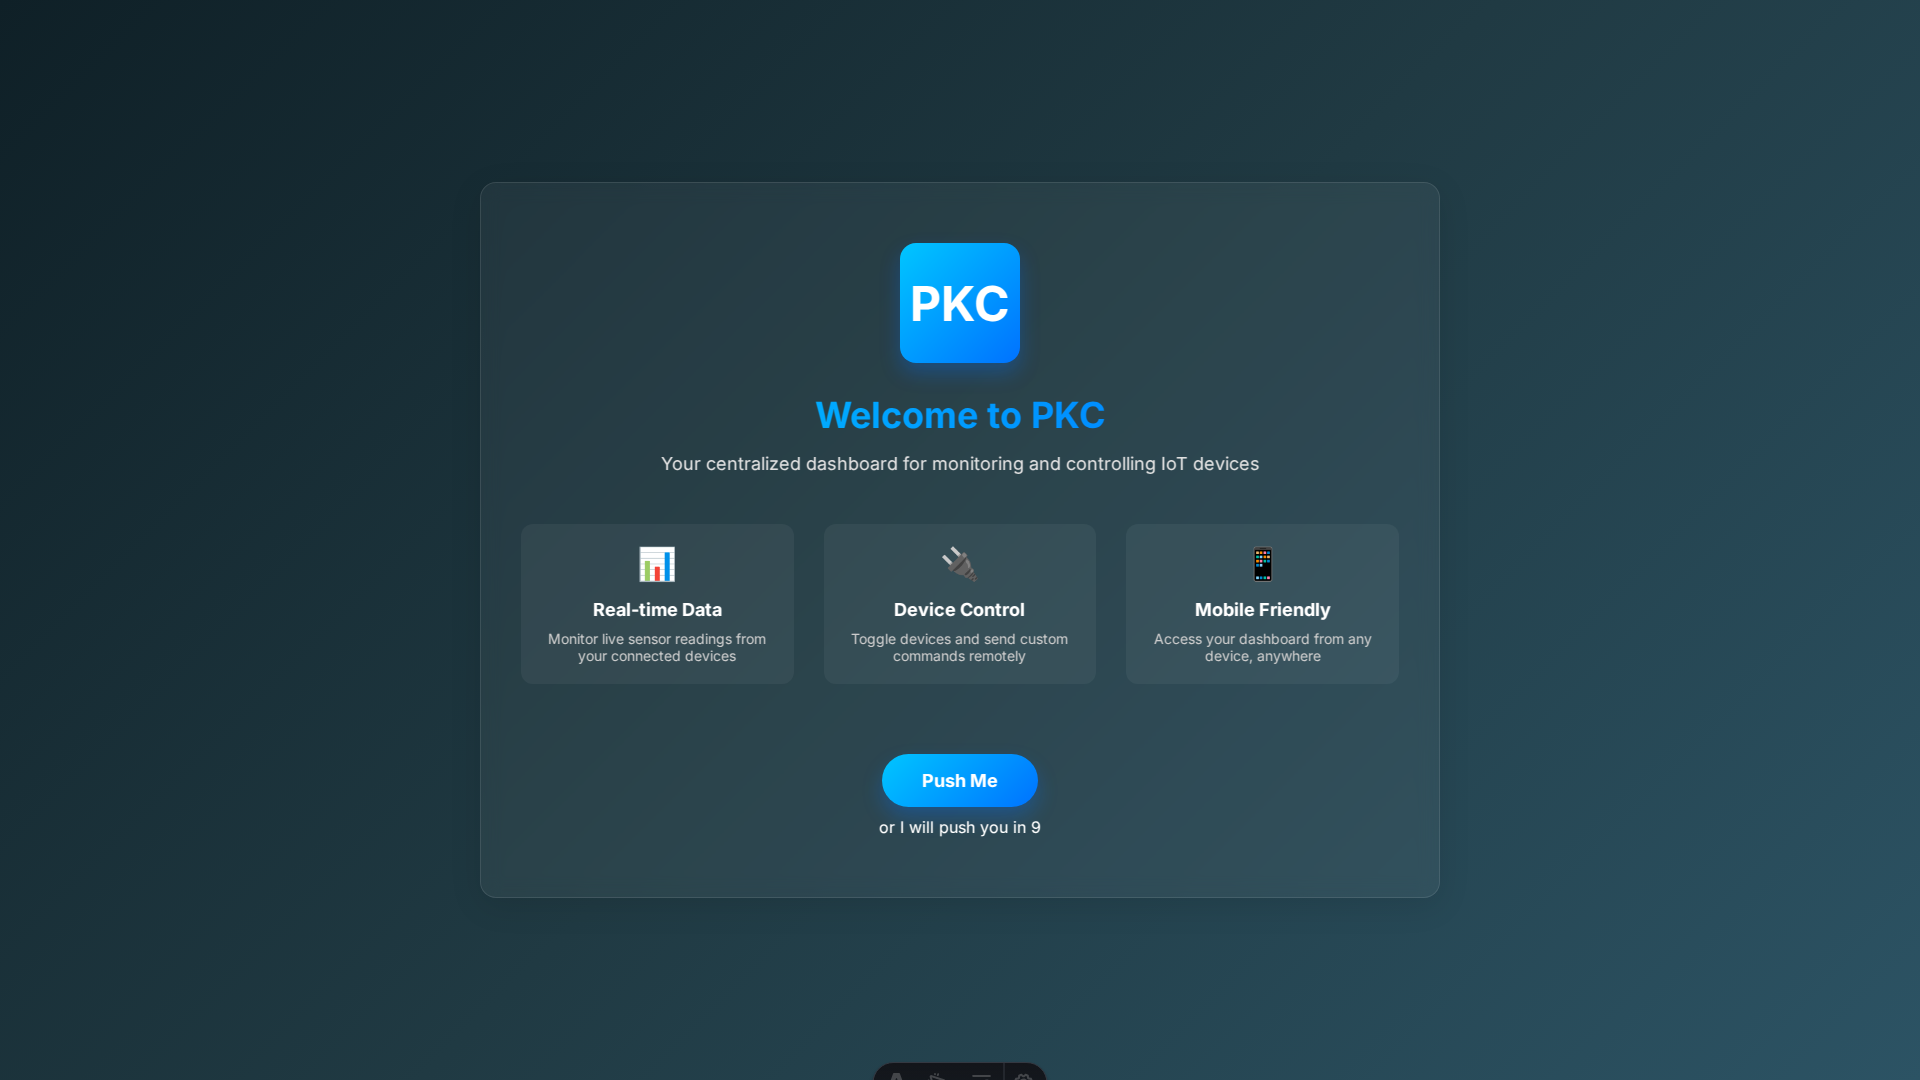 PKC
Welcome to PKC
Your centralized dashboard for monitoring and controlling IoT devices
Real-time Data
Monitor live sensor readings from
your connected devices
Device Control
Toggle devices and send custom
commands remotely
Mobile Friendly
Access your dashboard from any
device, anywhere
Push Me
or I will push you in 9